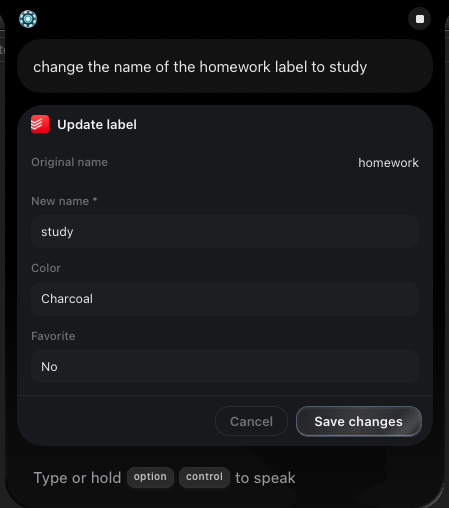 change the name of the homework label to study
Update label
Original name homework
New name *
study
Color
Charcoal
Favorite
No
Cancel Save changes
Type or hold option control to speak